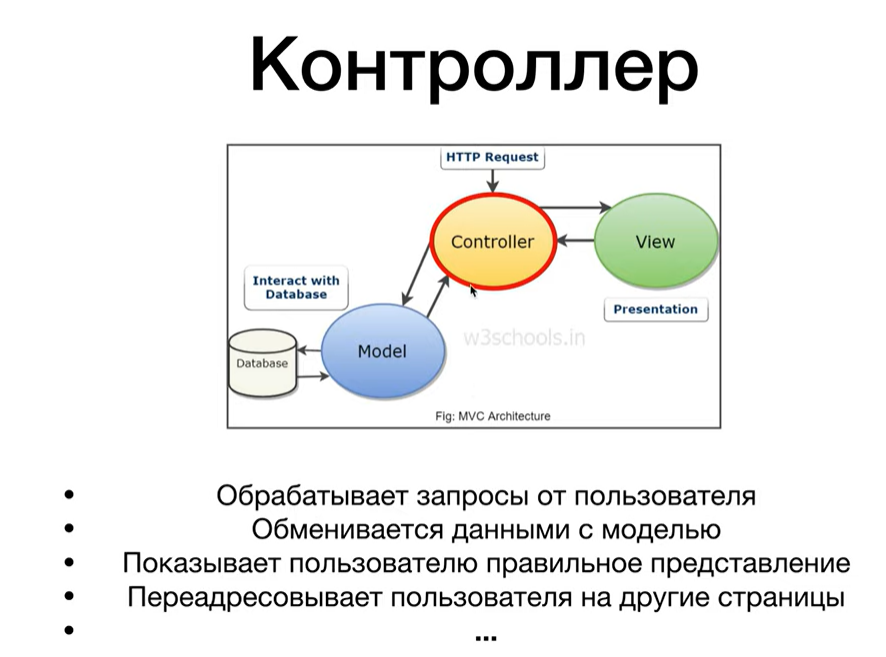 Контроллер
HTTP Request
Controller
View
Interact with
Database
Presentation
w3schools.in
Model
Database
Fig: MVC Architecture
• Обрабатывает запросы от пользователя
• Обменивается данными с моделью
• Показывает пользователю правильное представление
• Переадресовывает пользователя на другие страницы
• ...